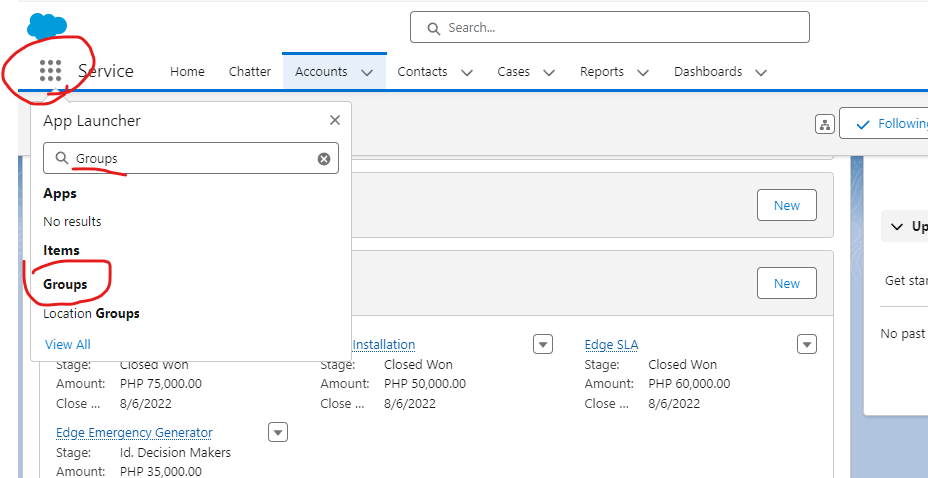 Search...
Service Home Chatter Accounts Contacts Cases Reports Dashboards
App Launcher
Following
Groups
Apps
No results
New
Items
Groups
New
Location Groups
View All
Installation
Edge SLA
Stage: Closed Won
Amount: PHP 75,000.00
Close ... 8/6/2022
Stage: Closed Won
Amount: PHP 50,000.00
Close ... 8/6/2022
Stage: Closed Won
Amount: PHP 60,000.00
Close ... 8/6/2022
Edge Emergency Generator
Stage: Id. Decision Makers
Amount: PHP 35,000.00
Up
Get star
No past